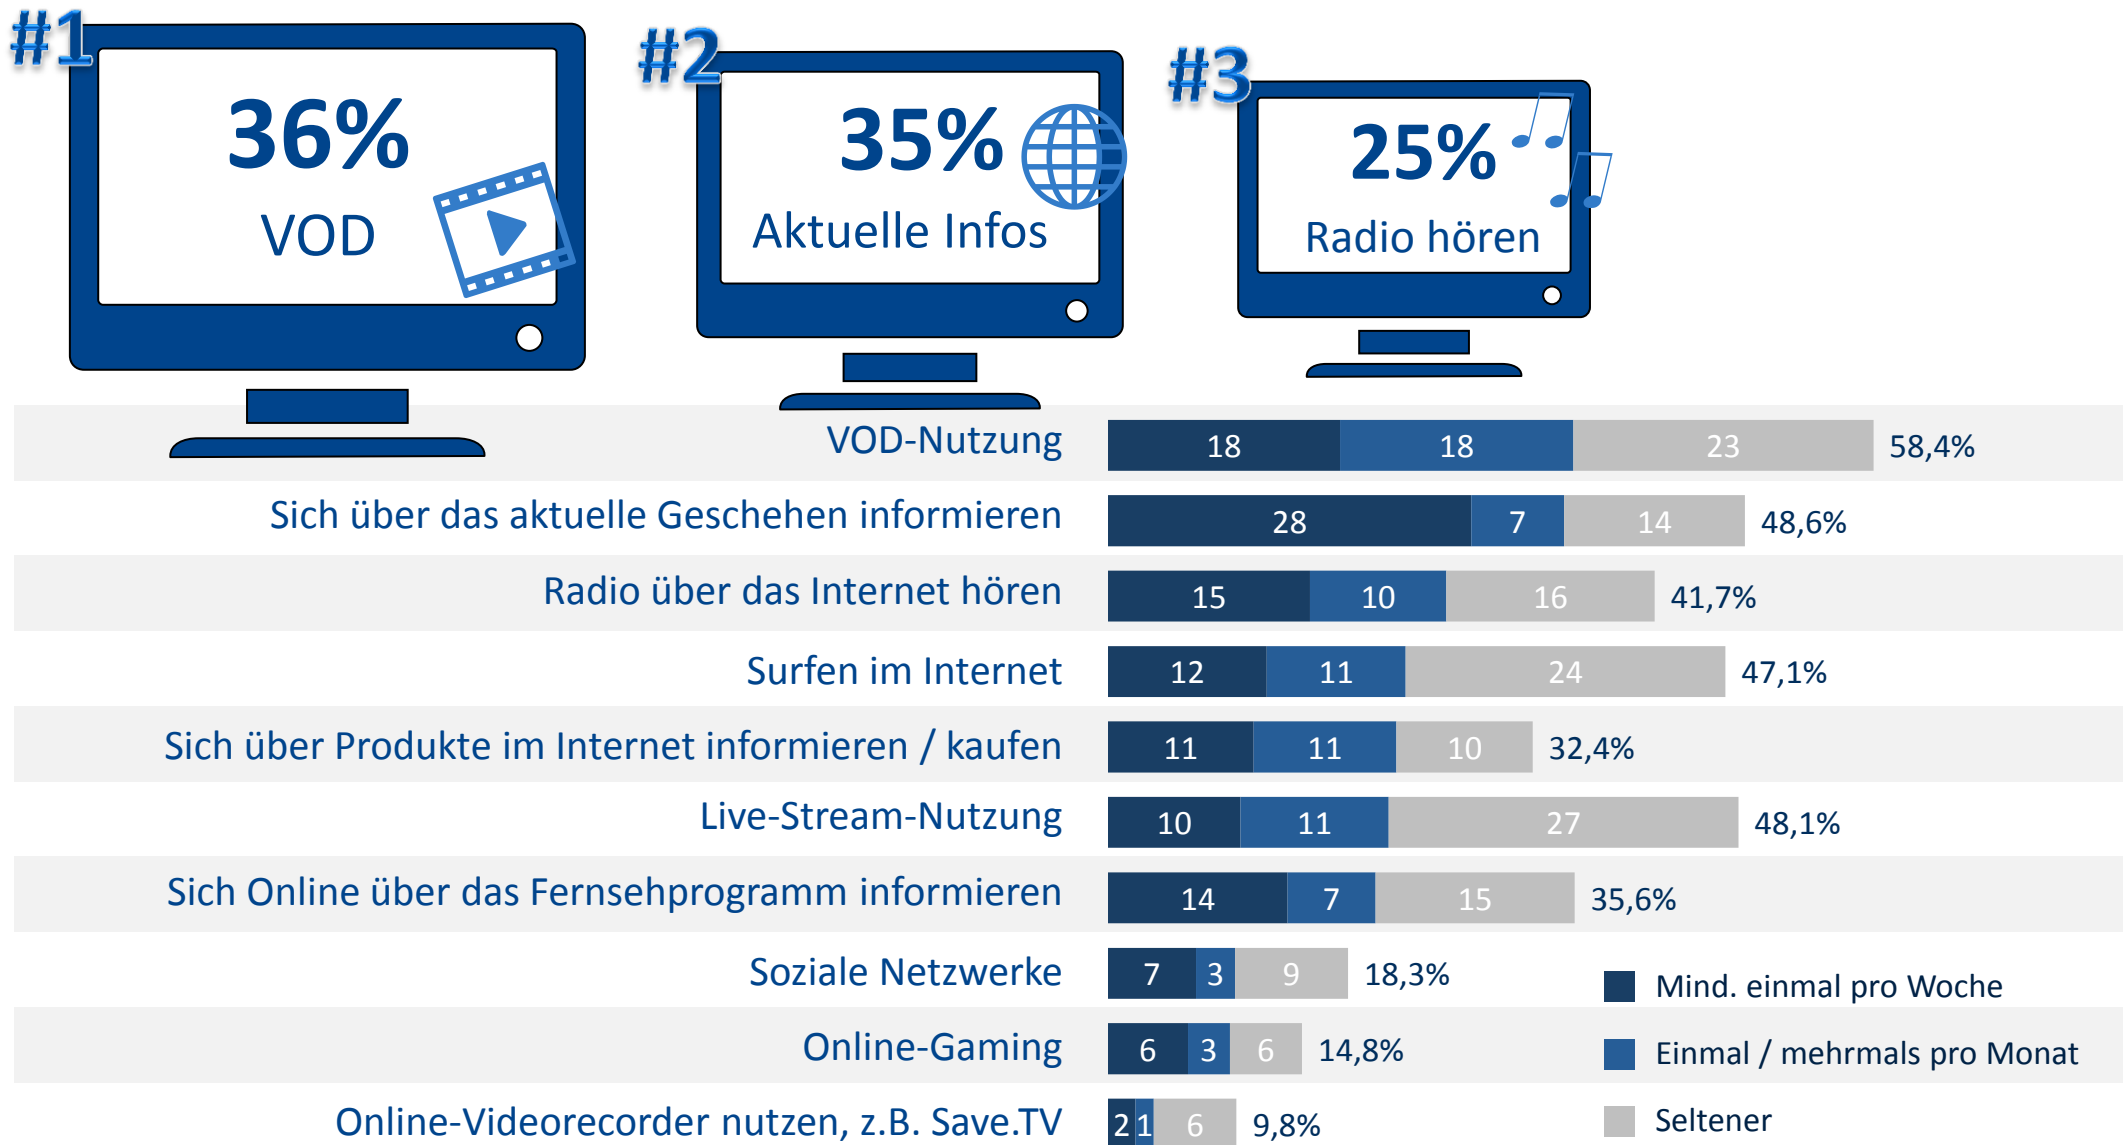 #1
36%
VOD
#2
35%
Aktuelle Infos
#3
25%
Radio hören
VOD-Nutzung 18 18 23 58,4%
Sich über das aktuelle Geschehen informieren 28 7 14 48,6%
Radio über das Internet hören 15 10 16 41,7%
Surfen im Internet 12 11 24 47,1%
Sich über Produkte im Internet informieren / kaufen 11 11 10 32,4%
Live-Stream-Nutzung 10 11 27 48,1%
Sich Online über das Fernsehprogramm informieren 14 7 15 35,6%
Soziale Netzwerke 7 3 9 18,3%
Online-Gaming 6 3 6 14,8%
Online-Videorecorder nutzen, z.B. Save.TV 2 1 6 9,8%
Mind. einmal pro Woche
Einmal / mehrmals pro Monat
Seltener